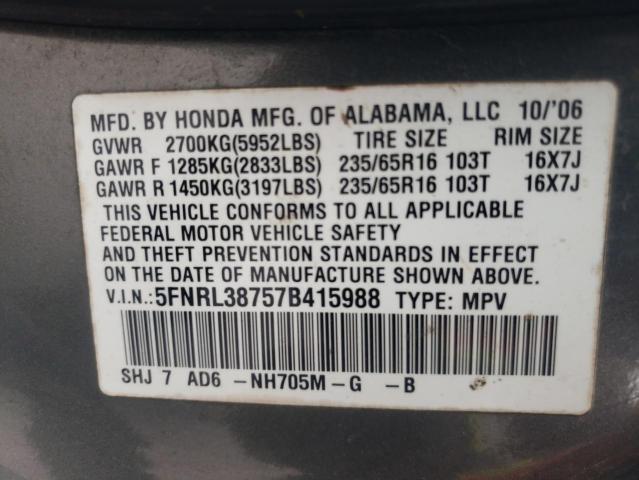 MFD. BY HONDA MFG. OF ALABAMA, LLC 10/'06
GVWR 2700KG(5952LBS) TIRE SIZE RIM SIZE
GAWR F 1285KG(2833LBS) 235/65R16 103T 16X7J
GAWR R 1450KG(3197LBS) 235/65R16 103T 16X7J
THIS VEHICLE CONFORMS TO ALL APPLICABLE
FEDERAL MOTOR VEHICLE SAFETY
AND THEFT PREVENTION STANDARDS IN EFFECT
ON DATE OF MANUFACTURE SHOWN ABOVE.
V.I.N.: 5FNRL38757B415988 TYPE: MPV
SHJ 7 AD6 -NH705M-G -B